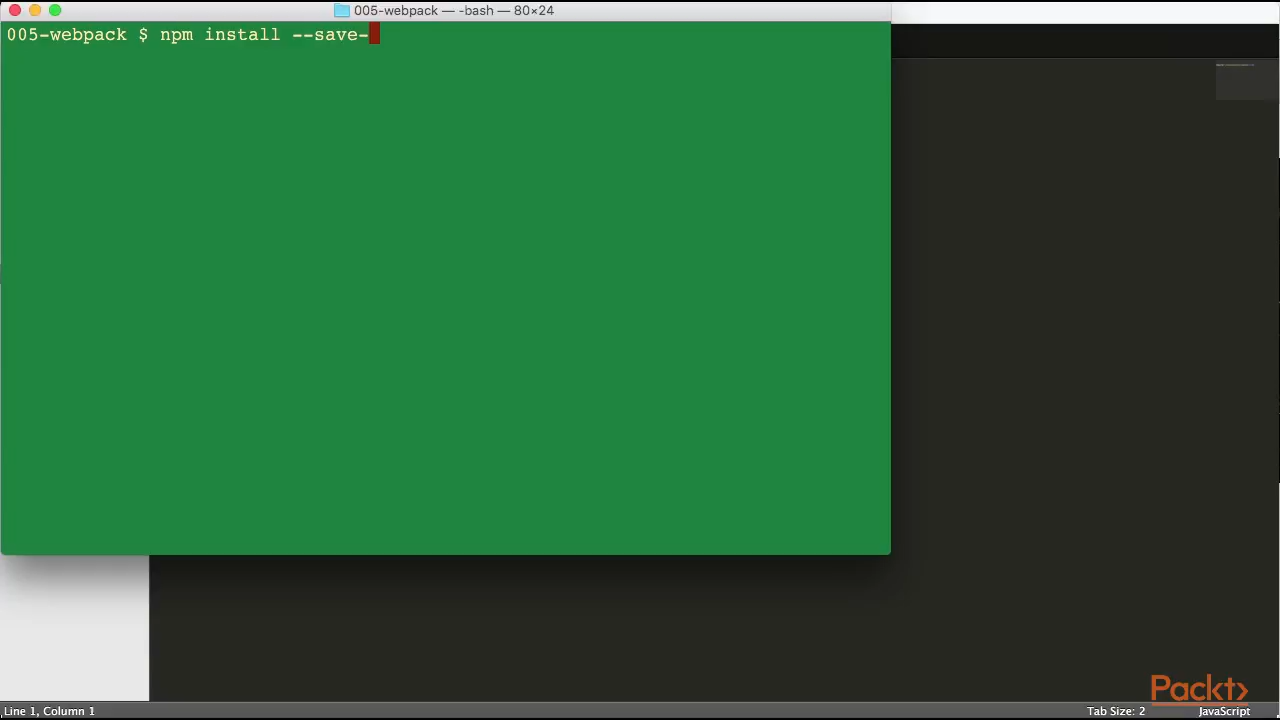 005-webpack — -bash — 80×24
005-webpack $ npm install --save-
Packt>
Line 1, Column 1
Tab Size: 2
JavaScript